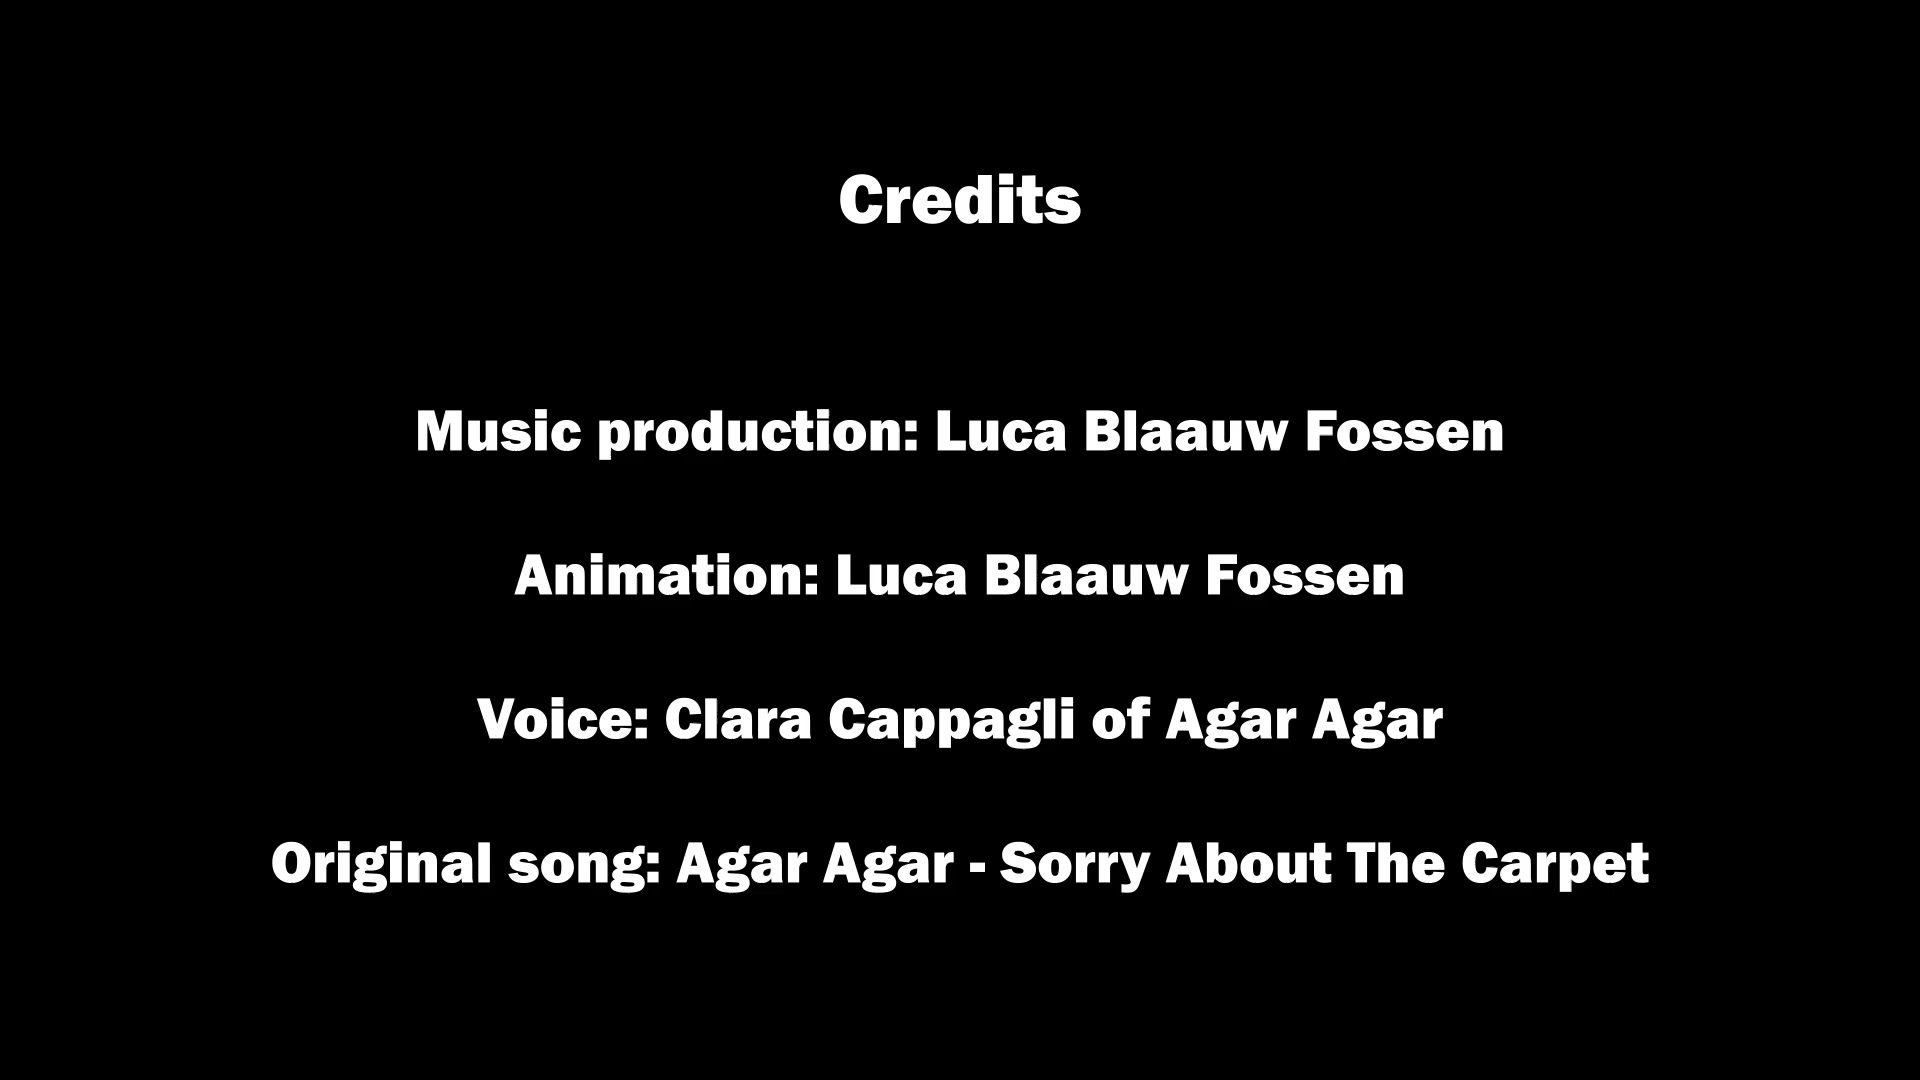 Credits
Music production: Luca Blaauw Fossen
Animation: Luca Blaauw Fossen
Voice: Clara Cappagli of Agar Agar
Original song: Agar Agar - Sorry About The Carpet